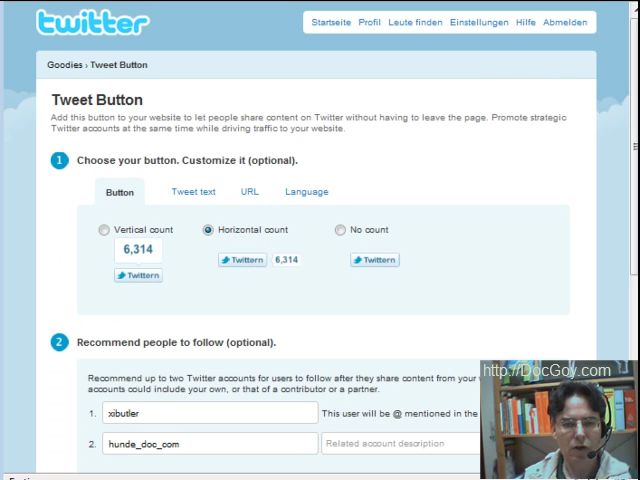 twitter
Startseite Profil Leute finden Einstellungen Hilfe Abmelden
Goodies › Tweet Button
Tweet Button
Add this button to your website to let people share content on Twitter without having to leave the page. Promote strategic
Twitter accounts at the same time while driving traffic to your website.
1 Choose your button. Customize it (optional).
Button Tweet text URL Language
Vertical count Horizontal count No count
6,314
Twittern 6,314 Twittern
Twittern
2 Recommend people to follow (optional).
http://DocGoy.com
Recommend up to two Twitter accounts for users to follow after they share content from your
accounts could include your own, or that of a contributor or a partner.
1. xibutler This user will be @ mentioned in the
2. hunde_doc_com Related account description